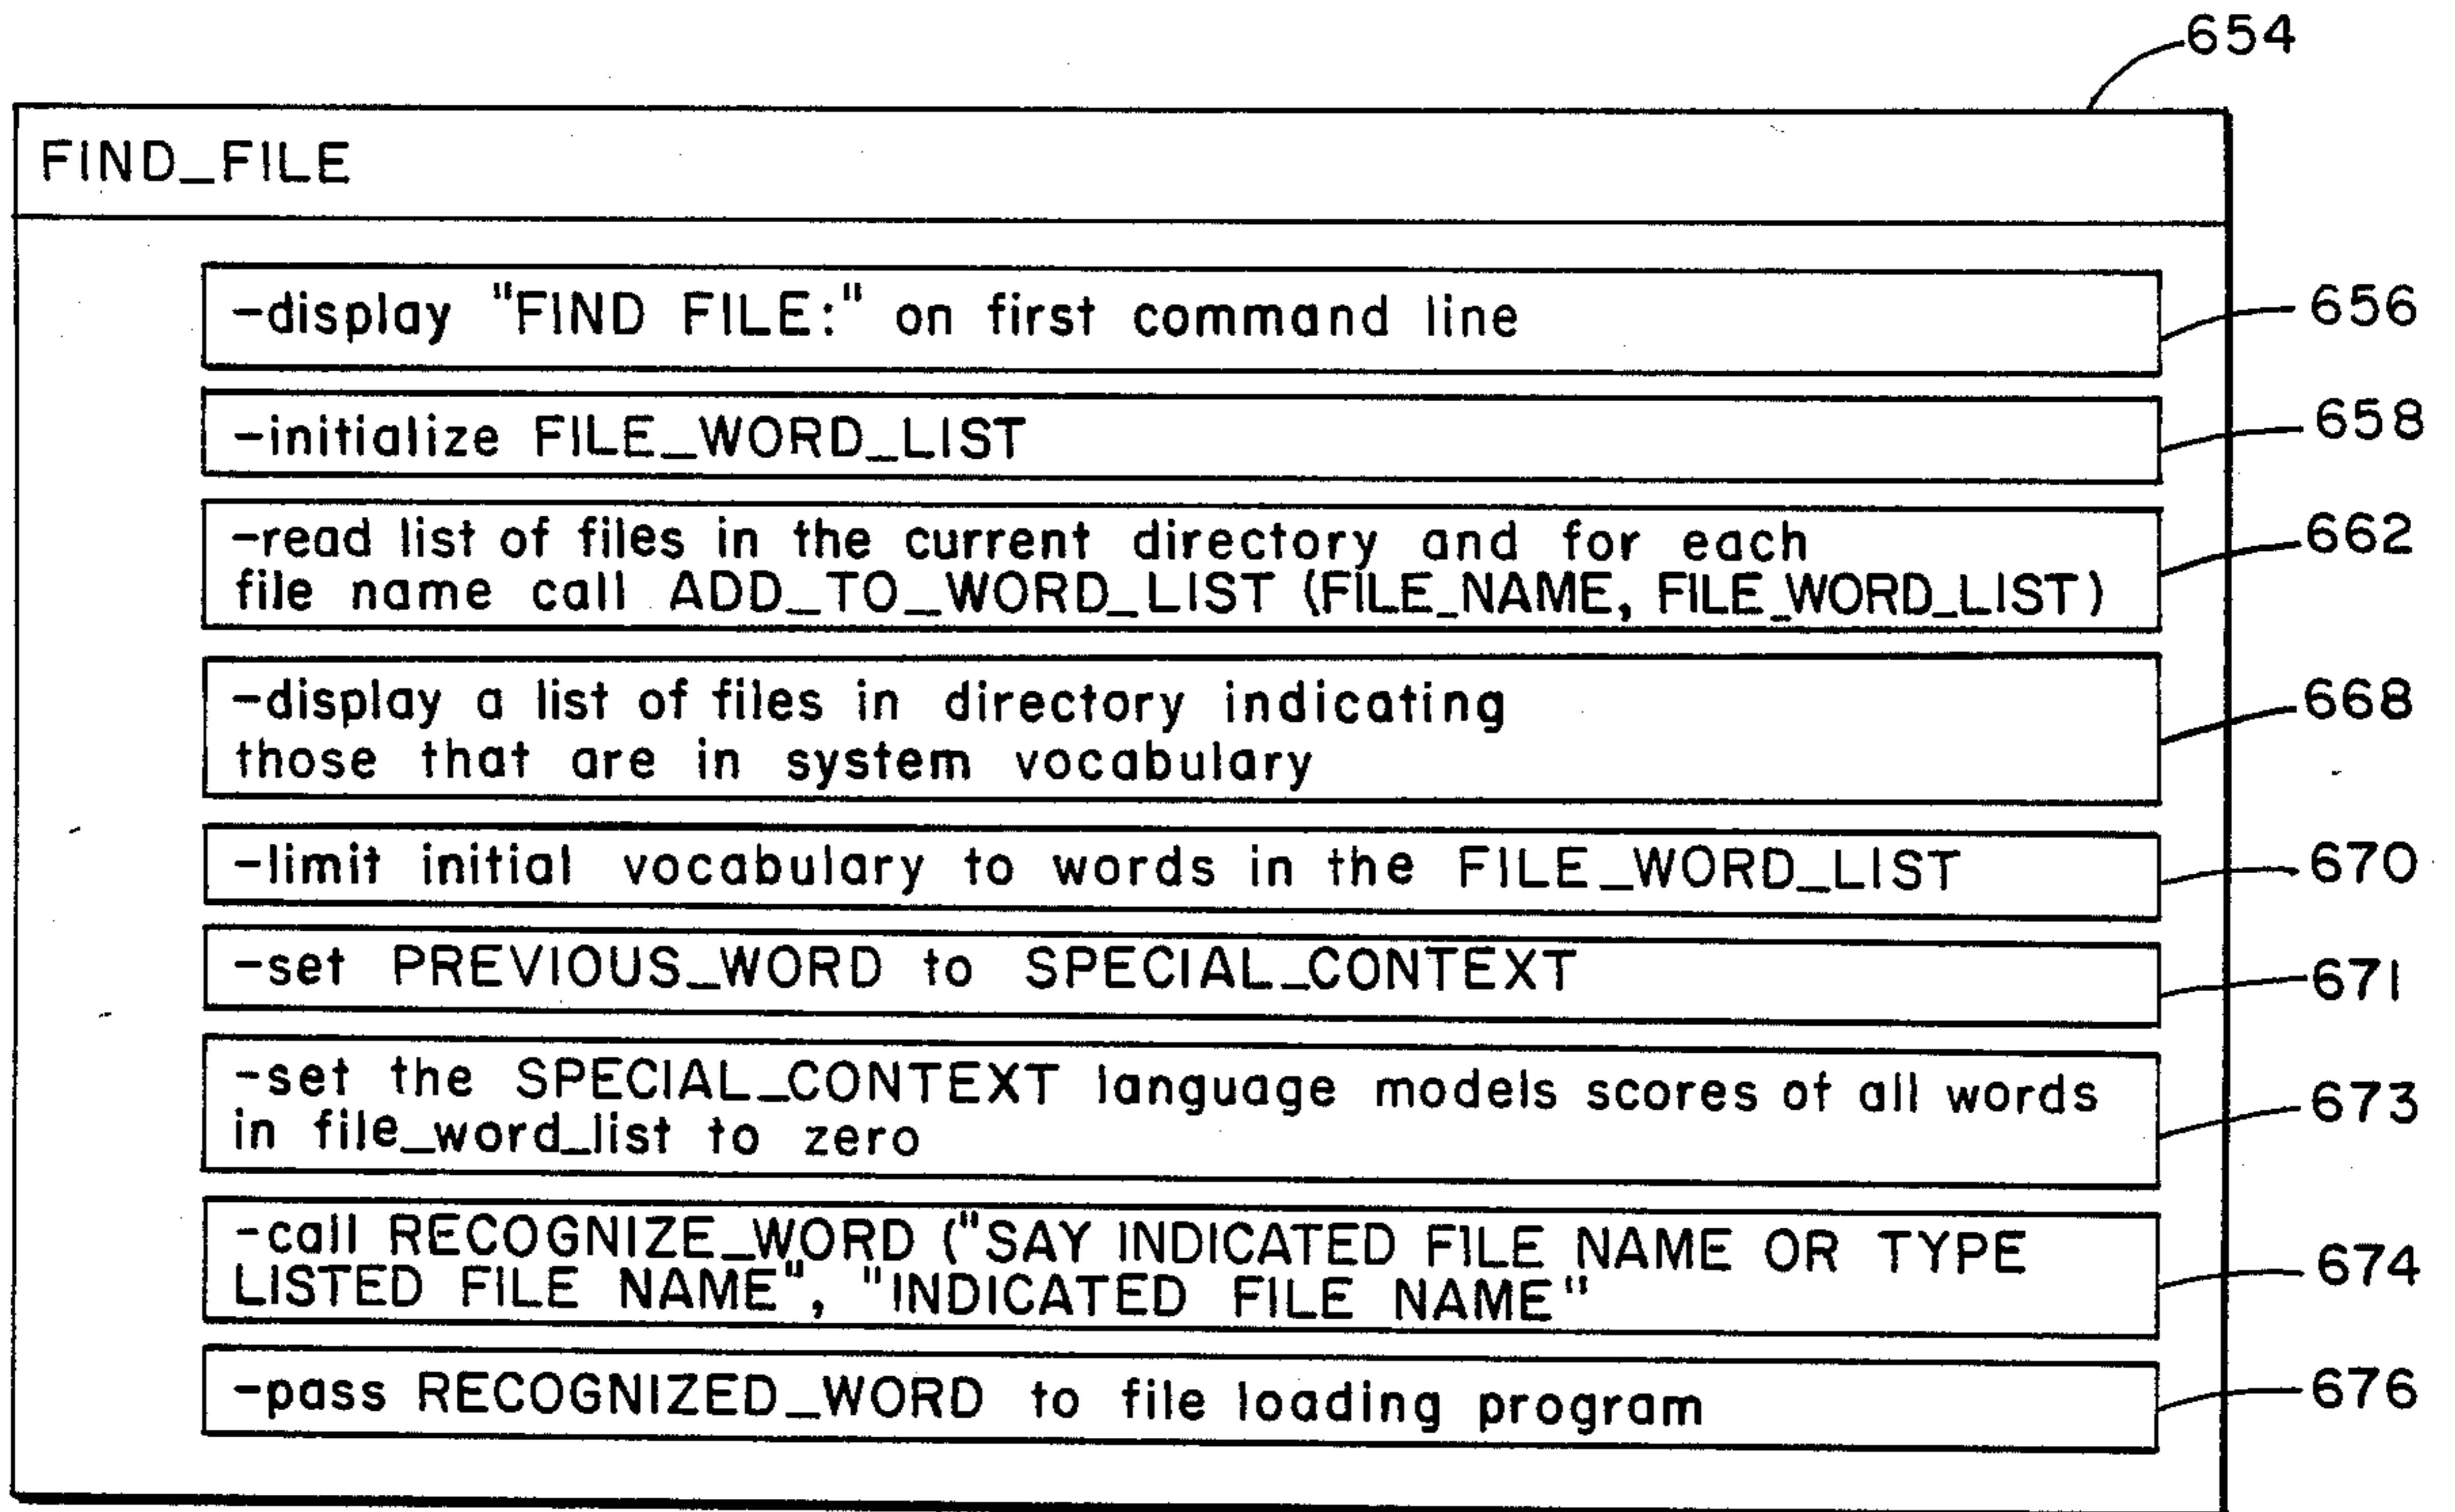 654
FIND_FILE
-display "FIND FILE:" on first command line
656
-initialize FILE_WORD_LIST
658
-read list of files in the current directory and for each
file name call ADD_TO_WORD_LIST (FILE_NAME, FILE_WORD_LIST)
662
-display a list of files in directory indicating
those that are in system vocabulary
668
-limit initial vocabulary to words in the FILE_WORD_LIST
670
-set PREVIOUS_WORD to SPECIAL_CONTEXT
671
-set the SPECIAL_CONTEXT language models scores of all words
in file_word_list to zero
673
-call RECOGNIZE_WORD ("SAY INDICATED FILE NAME OR TYPE
LISTED FILE NAME", "INDICATED FILE NAME"
674
-pass RECOGNIZED_WORD to file loading program
676